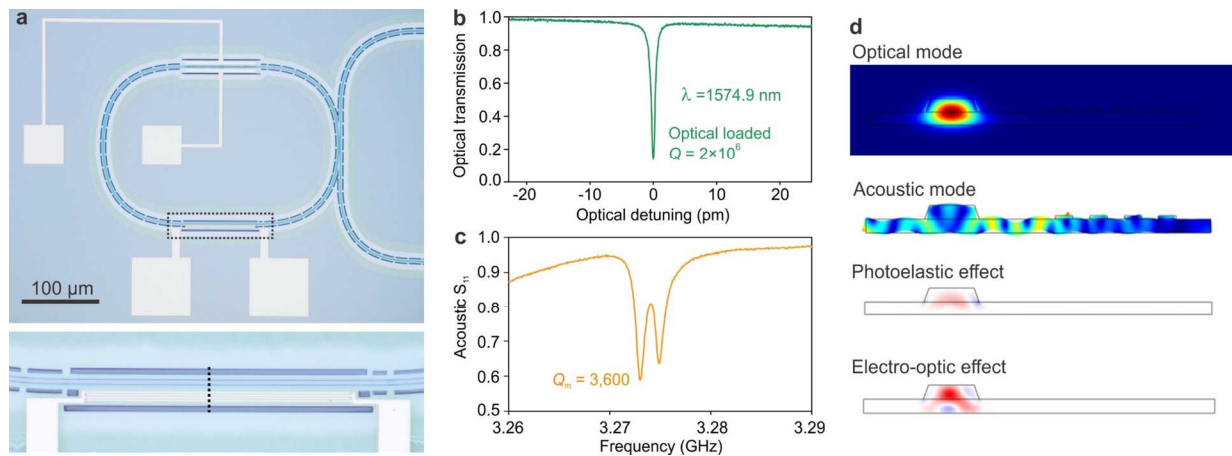 a
100 μm
b
Optical transmission
1.0
0.8
0.6
0.4
0.2
0.0
λ =1574.9 nm
Optical loaded
Q = 2×10⁶
-20 -10 0 10 20
Optical detuning (pm)
c
Acoustic S₁₁
1.0
0.9
0.8
0.7
0.6
0.5
Qₘ = 3,600
3.26 3.27 3.28 3.29
Frequency (GHz)
d
Optical mode
Acoustic mode
Photoelastic effect
Electro-optic effect